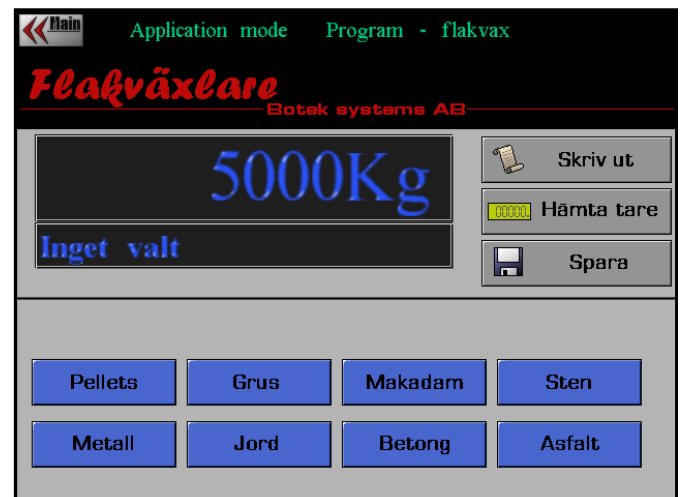 Main Application mode Program - flakvax
Flakväxlare
Botek systems AB
5000Kg
Skriv ut
00000. Hämta tare
Inget valt
Spara
Pellets Grus Makadam Sten
Metall Jord Betong Asfalt